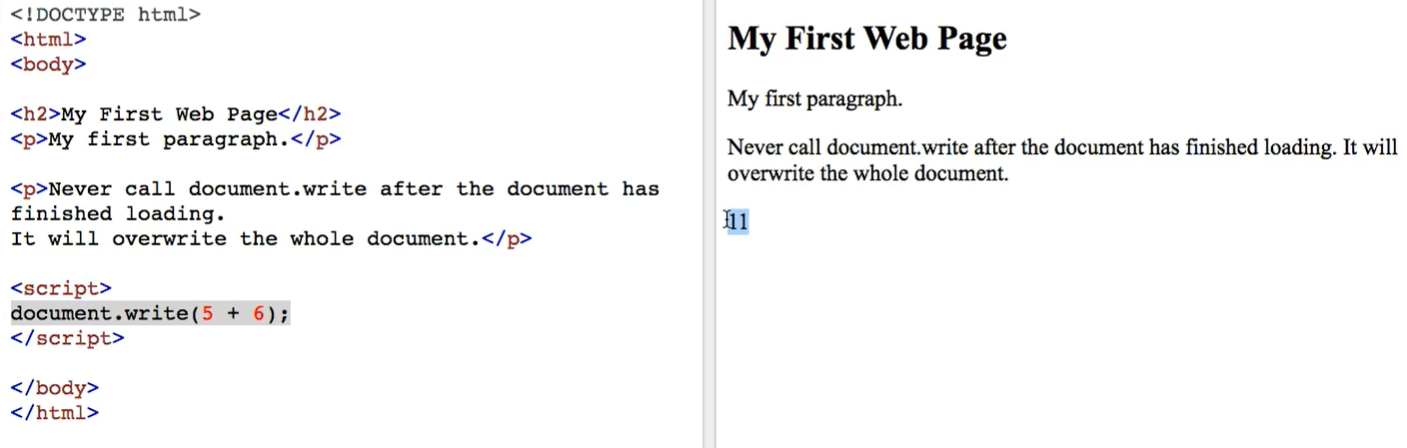 <!DOCTYPE html>
<html>
<body>
<h2>My First Web Page</h2>
<p>My first paragraph.</p>
<p>Never call document.write after the document has
finished loading.
It will overwrite the whole document.</p>
<script>
document.write(5 + 6);
</script>
</body>
</html>
My First Web Page
My first paragraph.
Never call document.write after the document has finished loading. It will
overwrite the whole document.
11